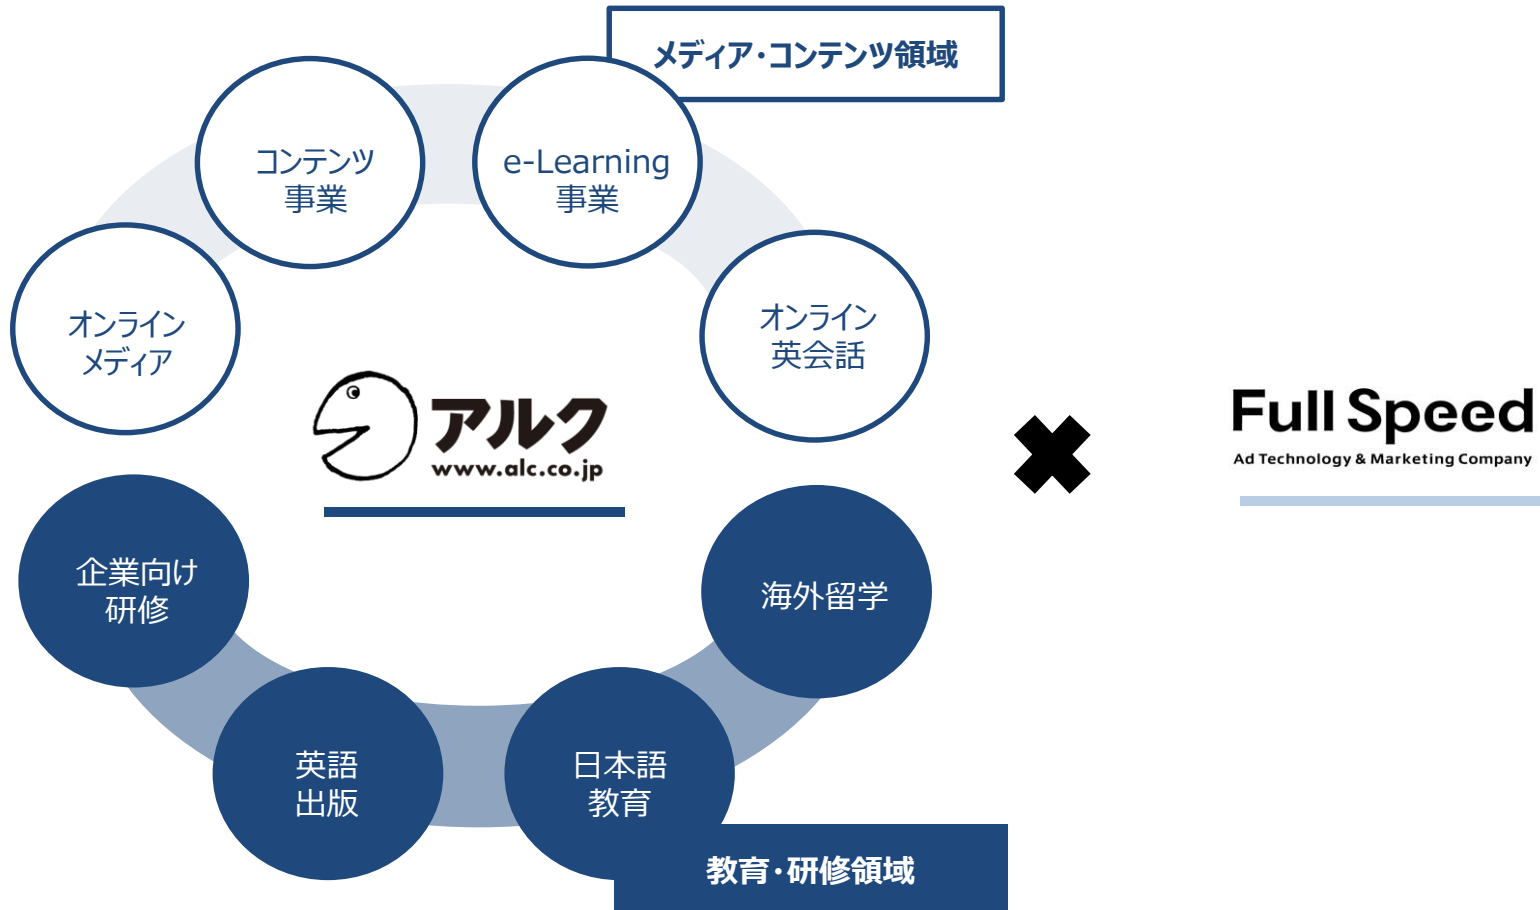 メディア・コンテンツ領域
コンテンツ
事業
e-Learning
事業
オンライン
メディア
オンライン
英会話
アルク
www.alc.co.jp
Full Speed
Ad Technology & Marketing Company
企業向け
研修
海外留学
英語
出版
日本語
教育
教育・研修領域